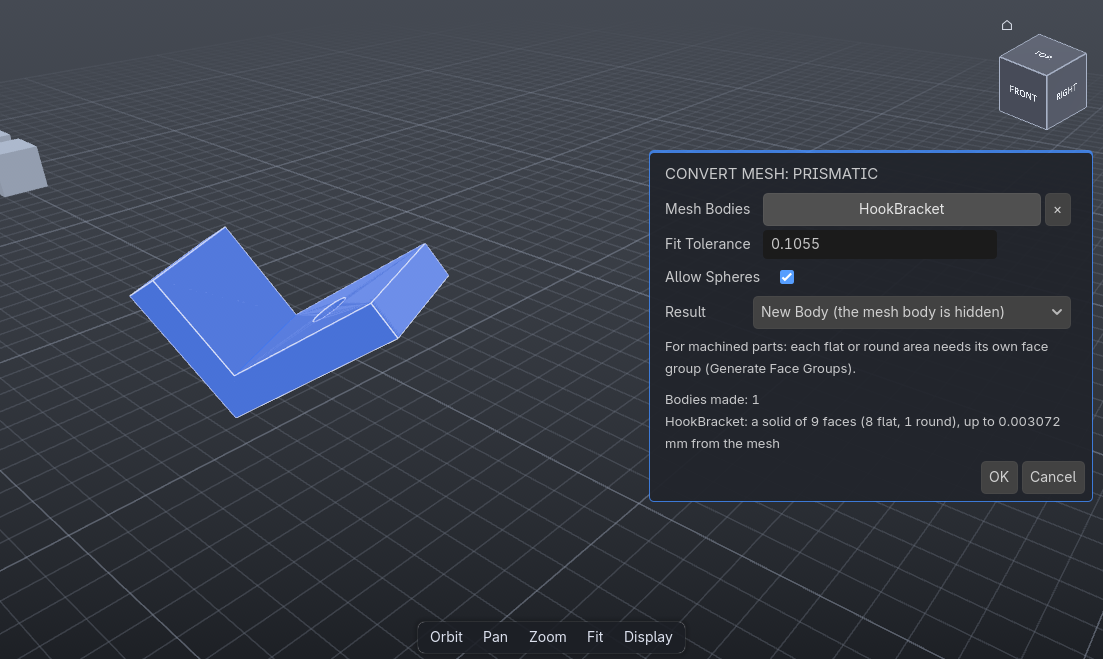 TOP
FRONT
RIGHT
CONVERT MESH: PRISMATIC
Mesh Bodies HookBracket ×
Fit Tolerance 0.1055
Allow Spheres
Result New Body (the mesh body is hidden)
For machined parts: each flat or round area needs its own face
group (Generate Face Groups).
Bodies made: 1
HookBracket: a solid of 9 faces (8 flat, 1 round), up to 0.003072
mm from the mesh
OK Cancel
Orbit Pan Zoom Fit Display